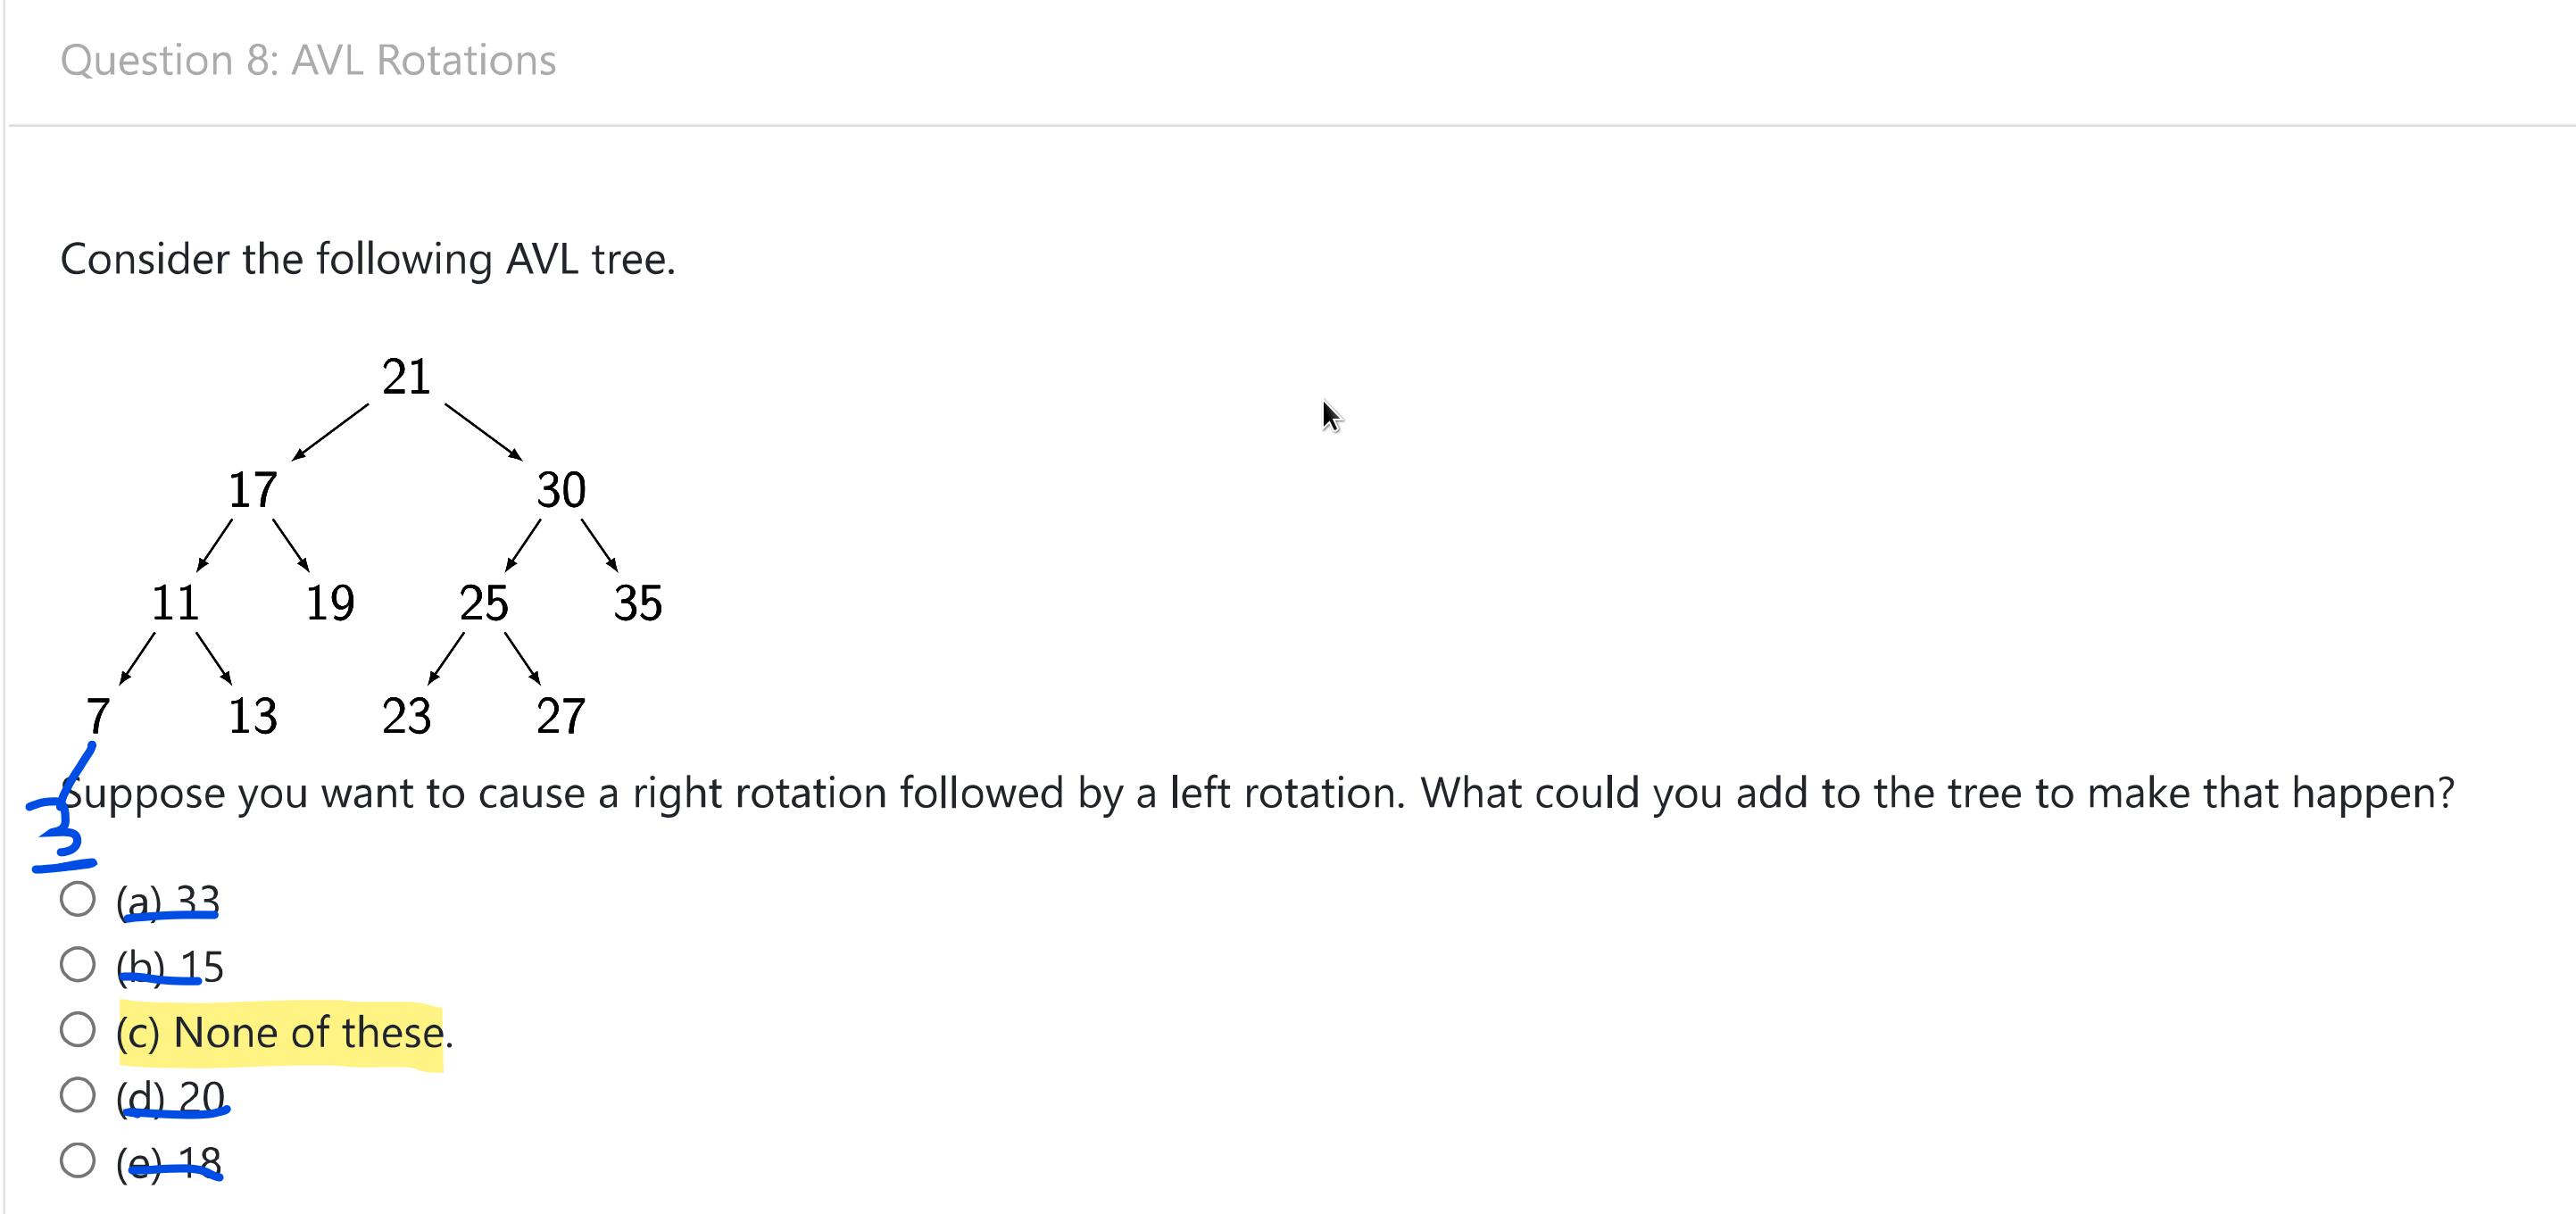 Question 8: AVL Rotations
Consider the following AVL tree.
21
17 30
11 19 25 35
7 13 23 27
Suppose you want to cause a right rotation followed by a left rotation. What could you add to the tree to make that happen?
3
(a) 33
(b) 15
(c) None of these.
(d) 20
(e) 18